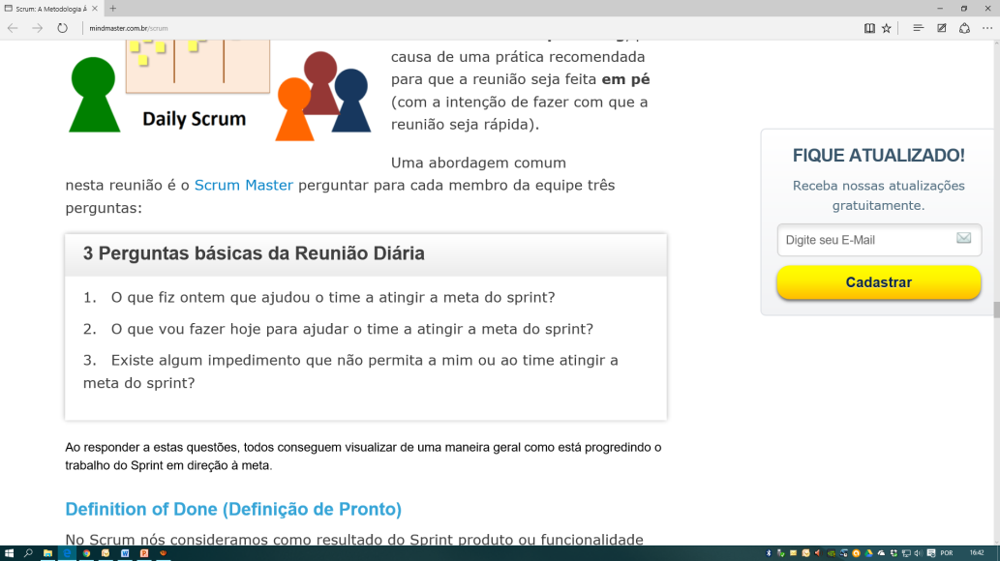 Scrum: A Metodologia Á
mindmaster.com.br/scrum
causa de uma prática recomendada
para que a reunião seja feita em pé
(com a intenção de fazer com que a
reunião seja rápida).
Daily Scrum
Uma abordagem comum
nesta reunião é o Scrum Master perguntar para cada membro da equipe três
perguntas:
3 Perguntas básicas da Reunião Diária
1. O que fiz ontem que ajudou o time a atingir a meta do sprint?
2. O que vou fazer hoje para ajudar o time a atingir a meta do sprint?
3. Existe algum impedimento que não permita a mim ou ao time atingir a
meta do sprint?
Ao responder a estas questões, todos conseguem visualizar de uma maneira geral como está progredindo o
trabalho do Sprint em direção à meta.
Definition of Done (Definição de Pronto)
No Scrum nós consideramos como resultado do Sprint produto ou funcionalidade
FIQUE ATUALIZADO!
Receba nossas atualizações
gratuitamente.
Digite seu E-Mail
Cadastrar
POR
16:42